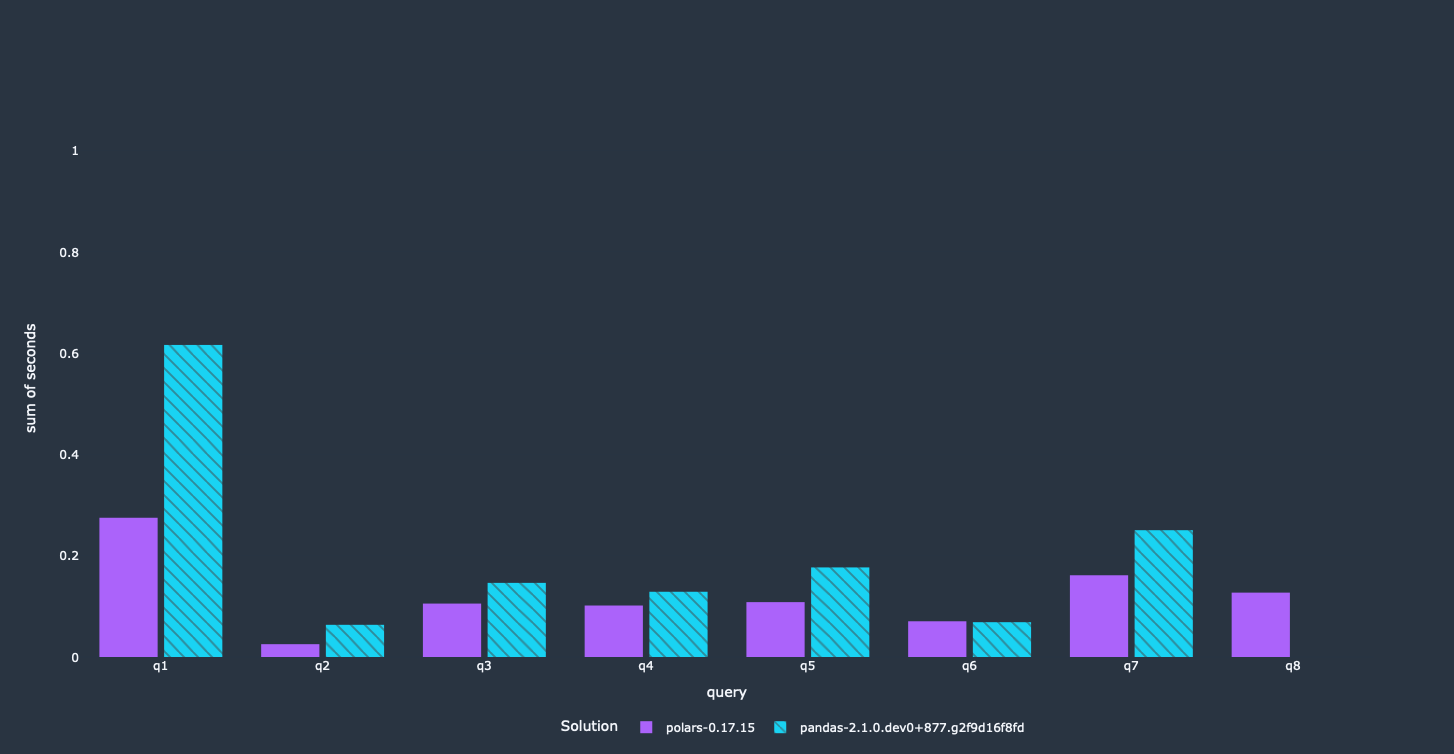 1
0.8
0.6
0.4
0.2
0
sum of seconds
q1 q2 q3 q4 q5 q6 q7 q8
query
Solution polars-0.17.15 pandas-2.1.0.dev0+877.g2f9d16f8fd